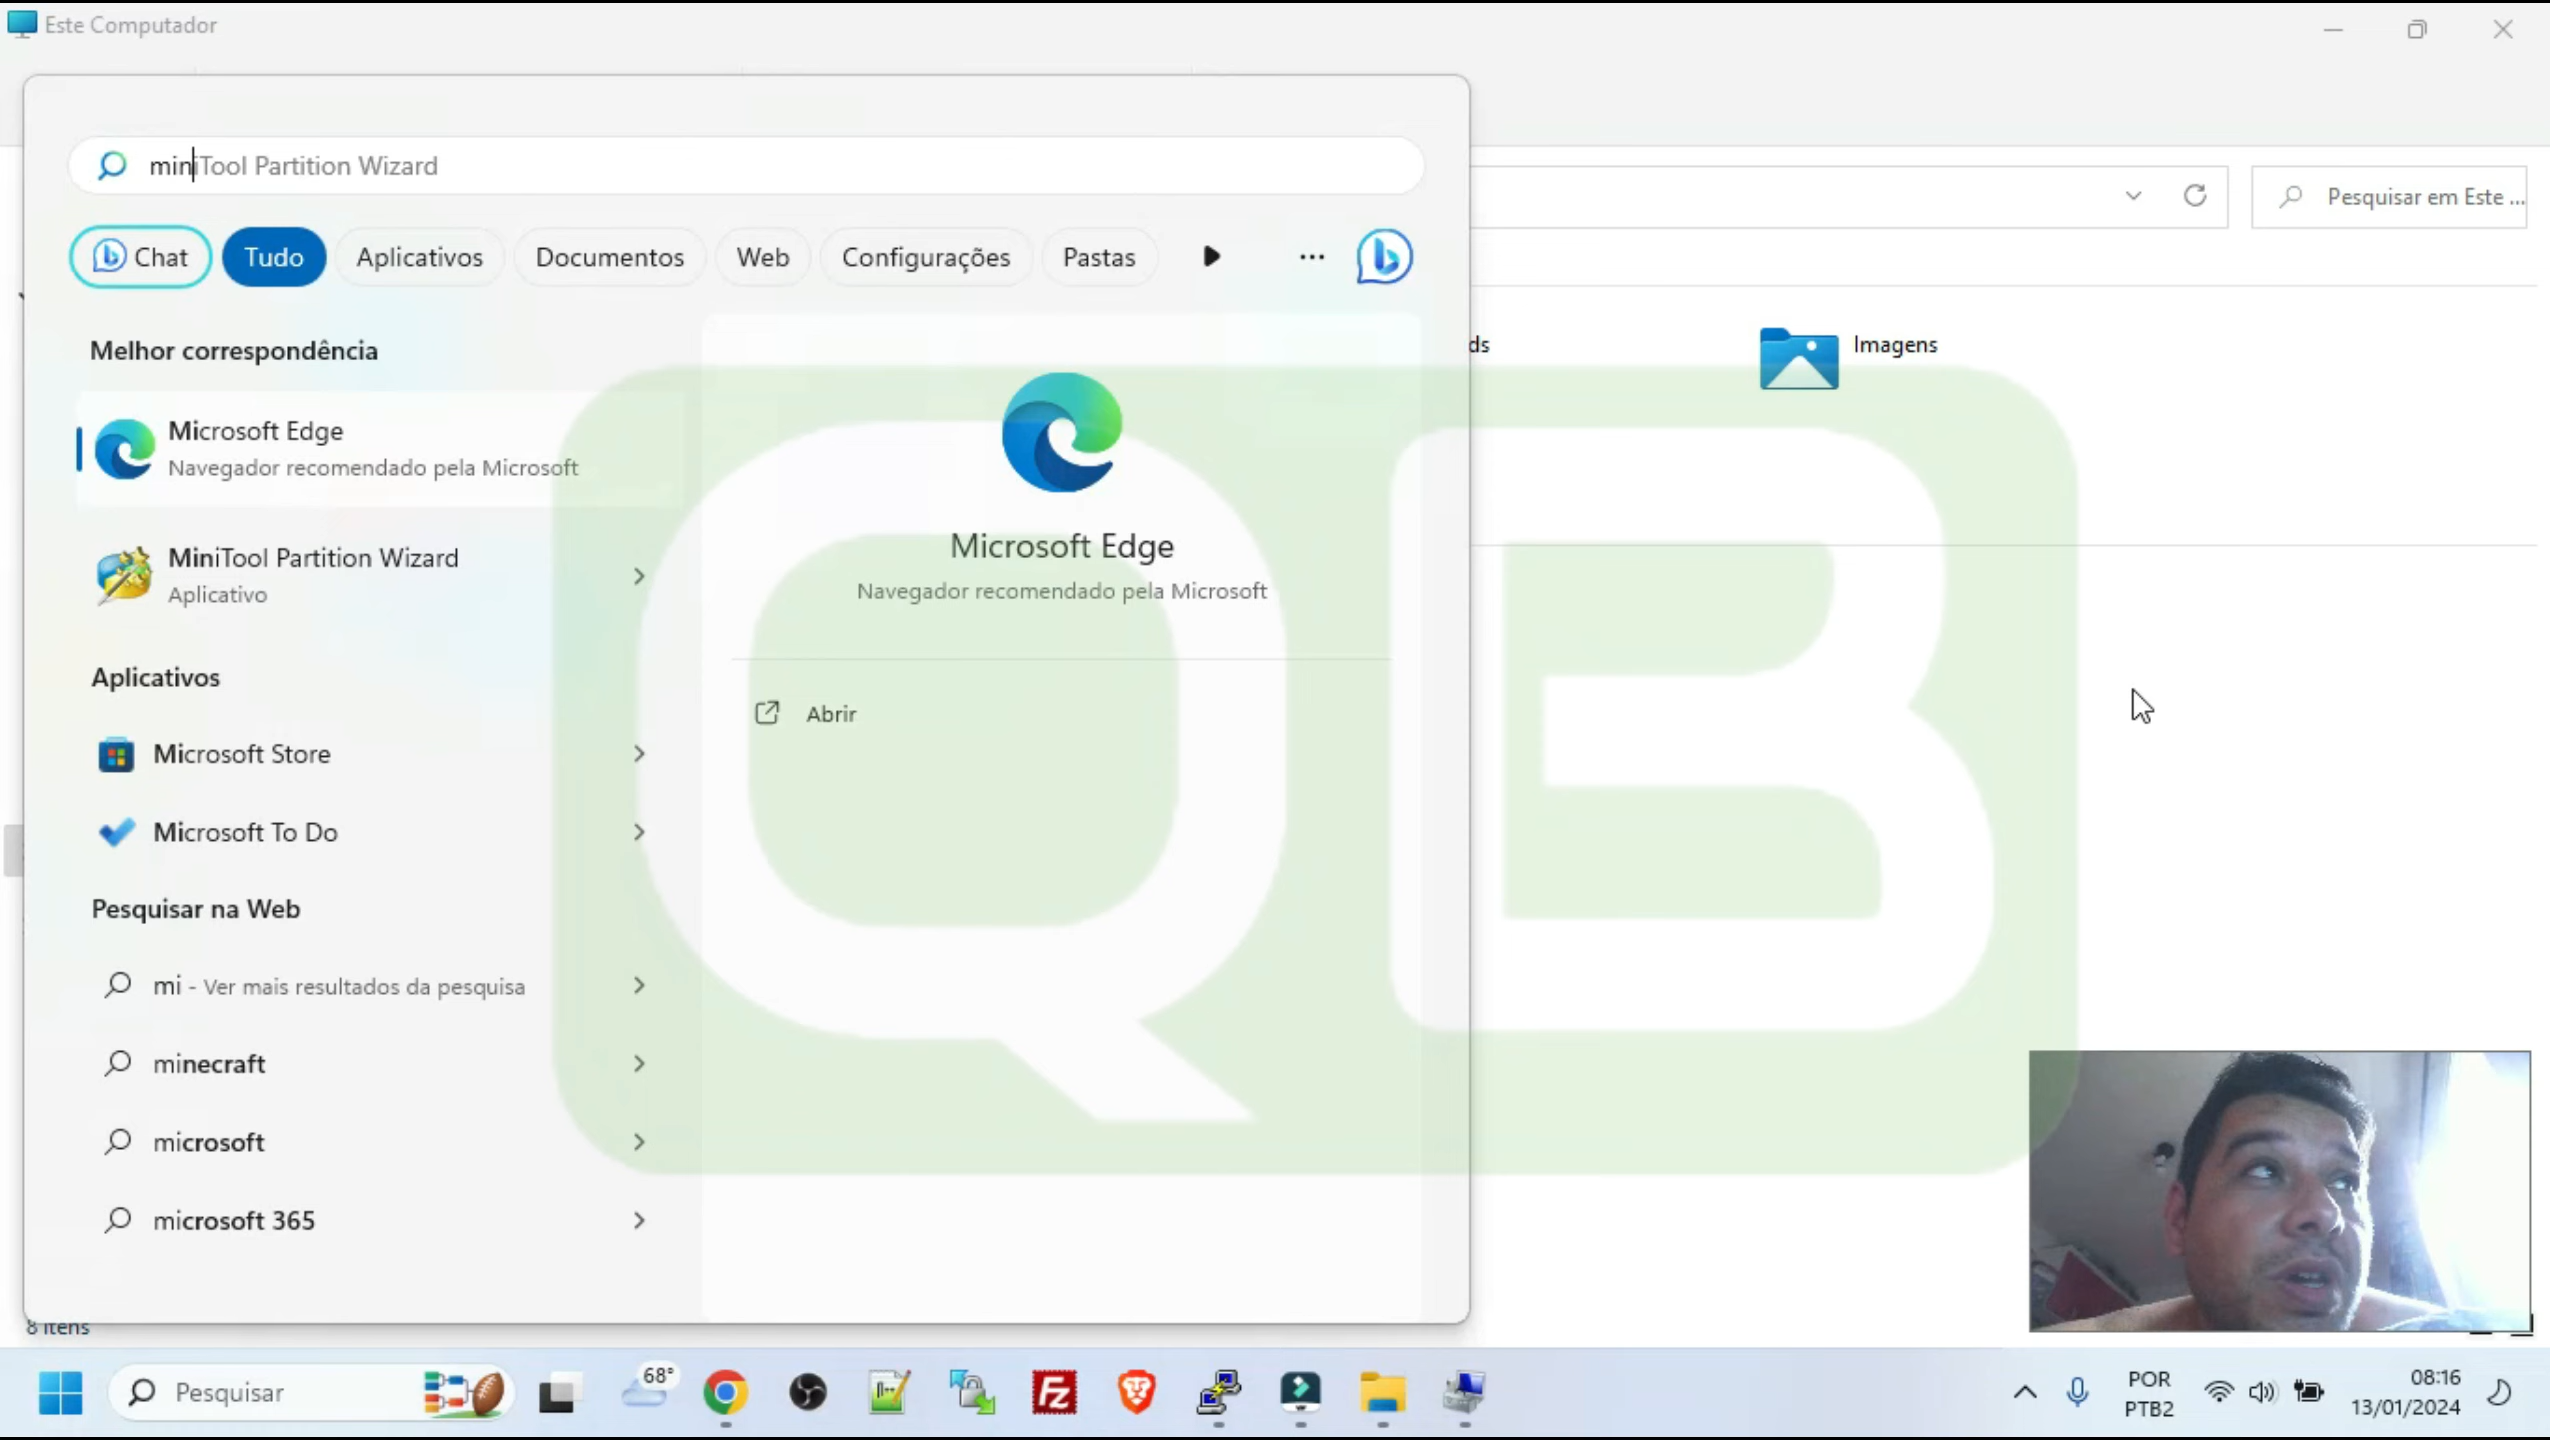 Este Computador
miniTool Partition Wizard
Pesquisar em Este ...
Chat
Tudo
Aplicativos
Documentos
Web
Configurações
Pastas
...
Melhor correspondência
Microsoft Edge
Navegador recomendado pela Microsoft
MiniTool Partition Wizard
Aplicativo
Aplicativos
Microsoft Store
Microsoft To Do
Pesquisar na Web
mi - Ver mais resultados da pesquisa
minecraft
microsoft
microsoft 365
Microsoft Edge
Navegador recomendado pela Microsoft
Abrir
ds
Imagens
QB
8 itens
Pesquisar
68°
Fz
POR
PTB2
08:16
13/01/2024